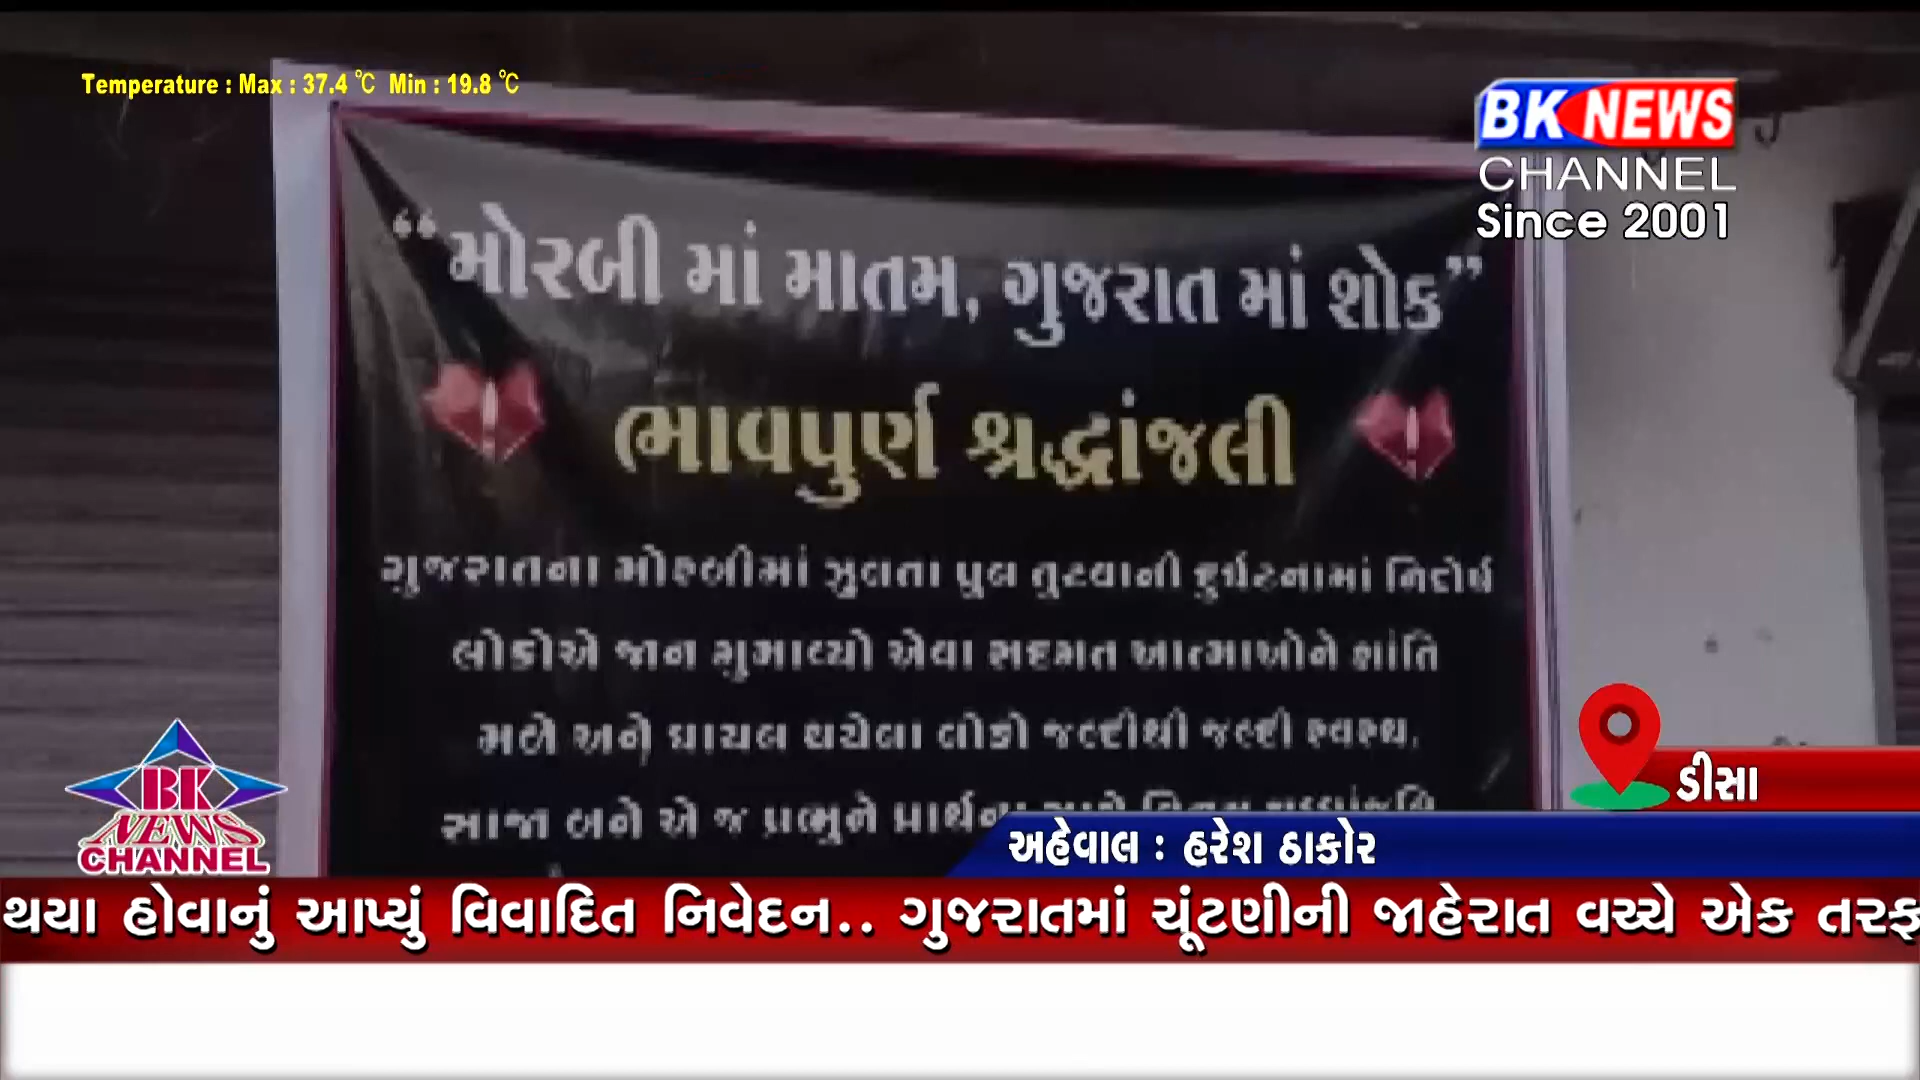 Temperature : Max : 37.4 °C Min : 19.8 °C
BK NEWS
CHANNEL
Since 2001
“મોરબી માં માતમ, ગુજરાત માં શોક”
ભાવપુર્ણ શ્રદ્ધાંજલી
ગુજરાતના મોરબીમાં ઝુલતા પુલ તુટવાની દુર્ઘટનામાં નિર્દોષ
લોકોએ જાન ગુમાવ્યો એવા સદગત આત્માઓને શાંતિ
મળે અને ઘાયલ થયેલા લોકો જલ્દીથી જલ્દી સ્વસ્થ.
સાજા બને એ જ પ્રભુને પ્રાર્થના
ડીસા
અહેવાલ : હરેશ ઠાકોર
BK
NEWS
CHANNEL
થયા હોવાનું આપ્યું વિવાદિત નિવેદન.. ગુજરાતમાં ચૂંટણીની જાહેરાત વચ્ચે એક તરફ